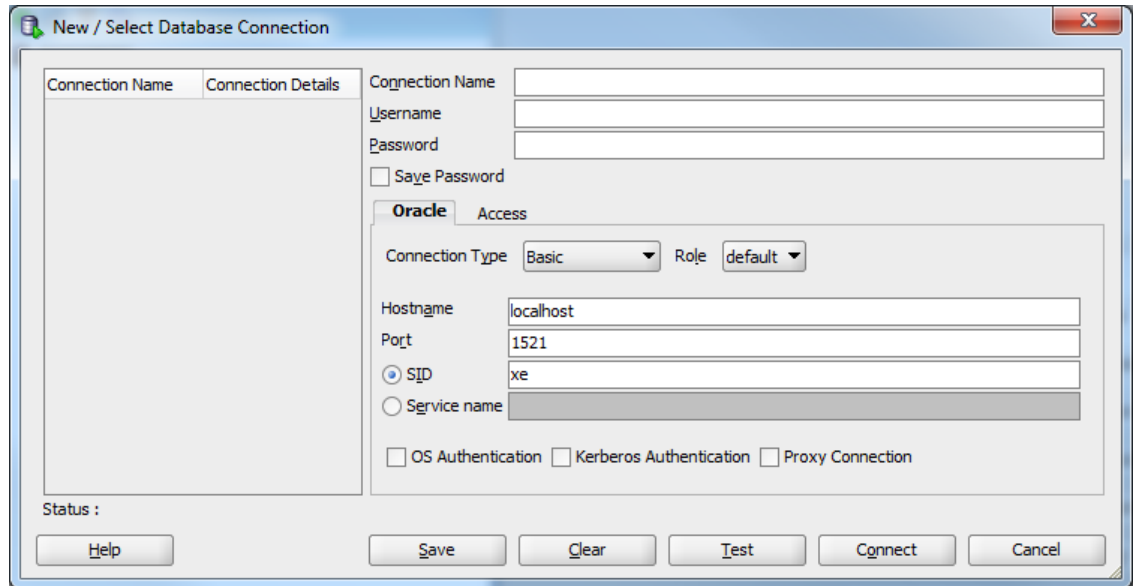 New / Select Database Connection
Connection Name Connection Details
Connection Name
Username
Password
Save Password
Oracle Access
Connection Type Basic Role default
Hostname localhost
Port 1521
SID xe
Service name
OS Authentication Kerberos Authentication Proxy Connection
Status :
Help Save Clear Test Connect Cancel